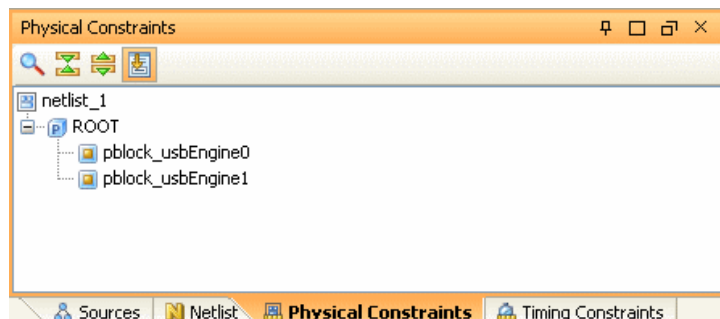 Physical Constraints
netlist_1
ROOT
pblock_usbEngine0
pblock_usbEngine1
Sources Netlist Physical Constraints Timing Constraints